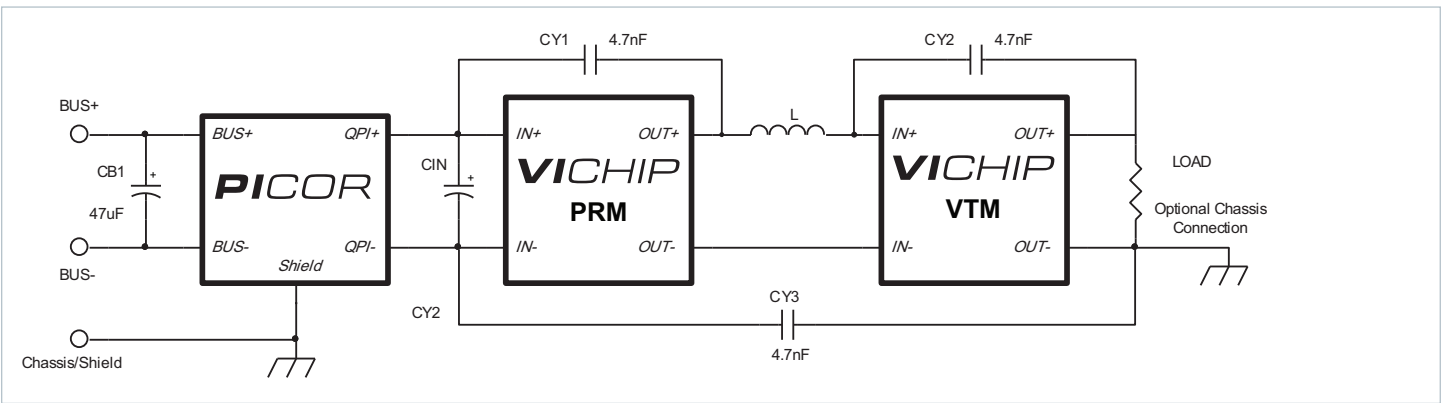 CY1 4.7nF
CY2 4.7nF
BUS+
L
BUS+ QPI+
IN+ OUT+
IN+ OUT+
CB1
CIN
+
+
PICOR
VICHIP
PRM
VICHIP
VTM
LOAD
47uF
Optional Chassis
Connection
BUS- QPI-
IN- OUT-
IN- OUT-
BUS-
Shield
CY2
CY3
4.7nF
Chassis/Shield